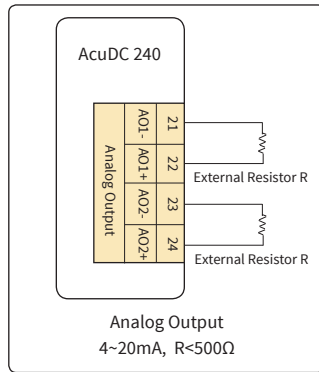 AcuDC 240
Analog Output
AO1- 21
AO1+ 22
External Resistor R
AO2- 23
AO2+ 24
External Resistor R
Analog Output
4~20mA, R<500Ω